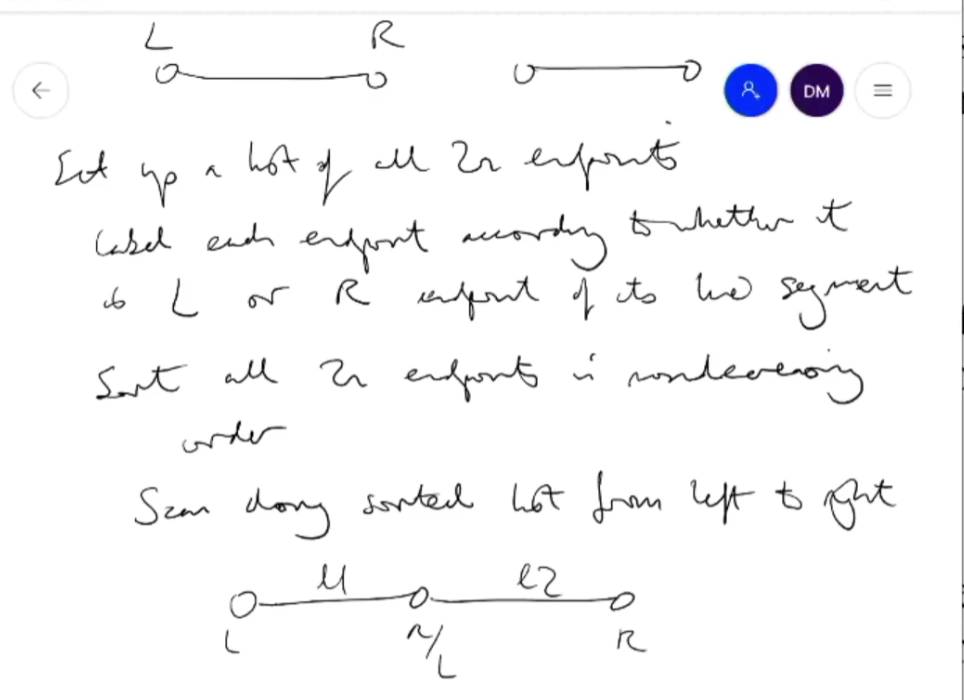 L R
DM
Set up a list of all 2n endpoints
Label each endpoint according to whether it
is L or R endpoint of its line segment
Sort all 2n endpoints in nondecreasing
order
Scan along sorted list from left to right
l1 l2
L R/L R